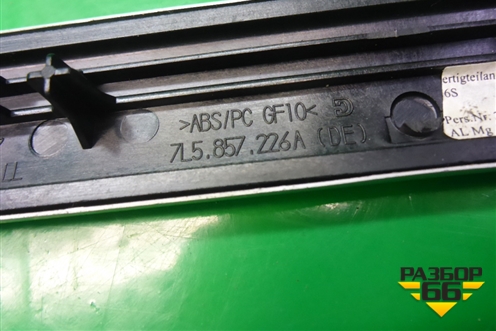 >ABS/PC GF10<
7L5.857.226A (DE)
ertigteilan
6S
Pers.Nr.
AL Mg
РАЗБОР
66